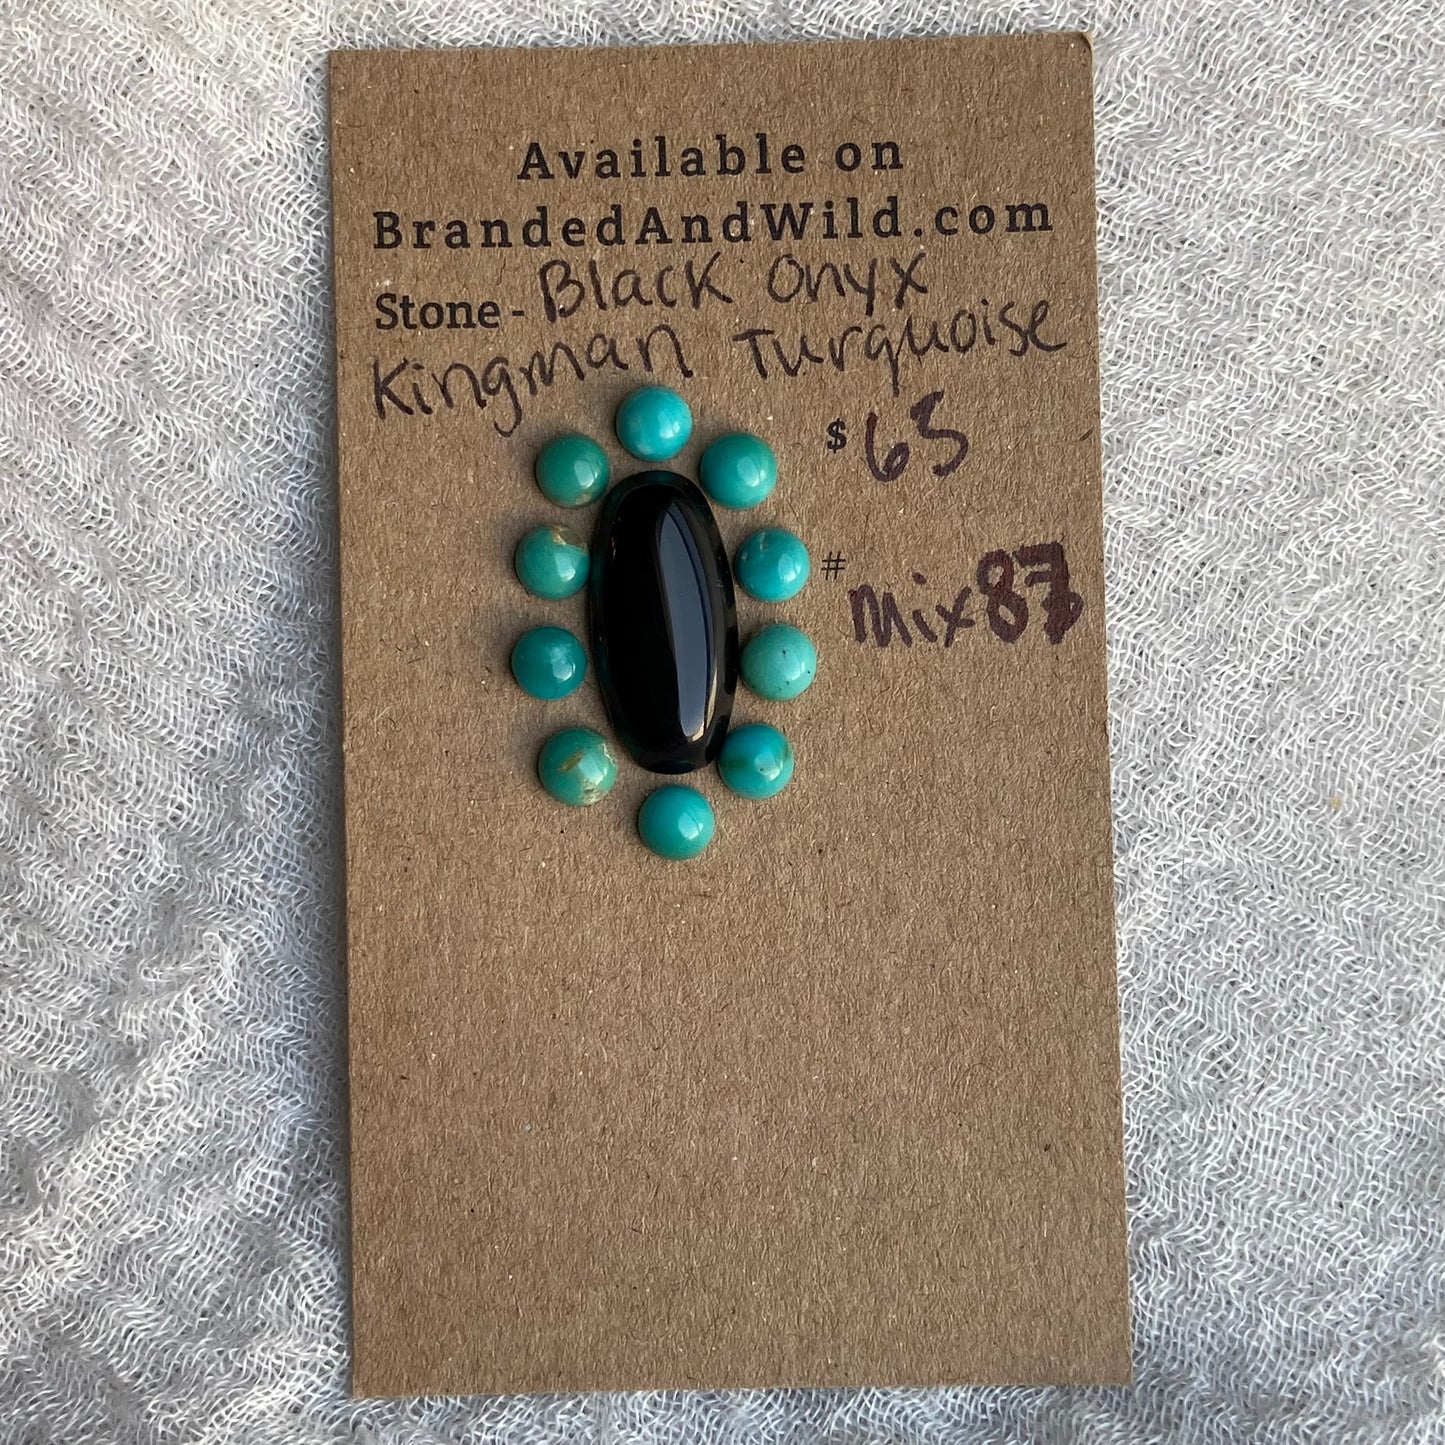 Available on
BrandedAndWild.com
Stone - Black Onyx
Kingman Turquoise
$ 65
# Mix87